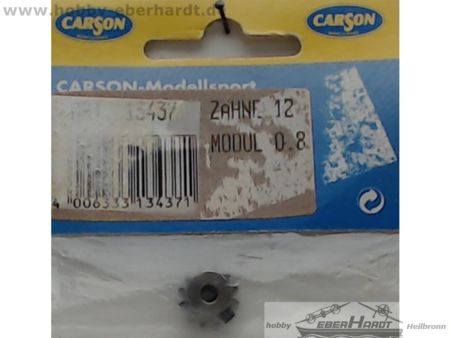 www.hobby-eberhardt.de
CARSON CARSON
CARSON-Modellsport
13437 ZAHNE 12
MODUL 0.8
4 006333 134371
hobby EBERHARDT Heilbronn